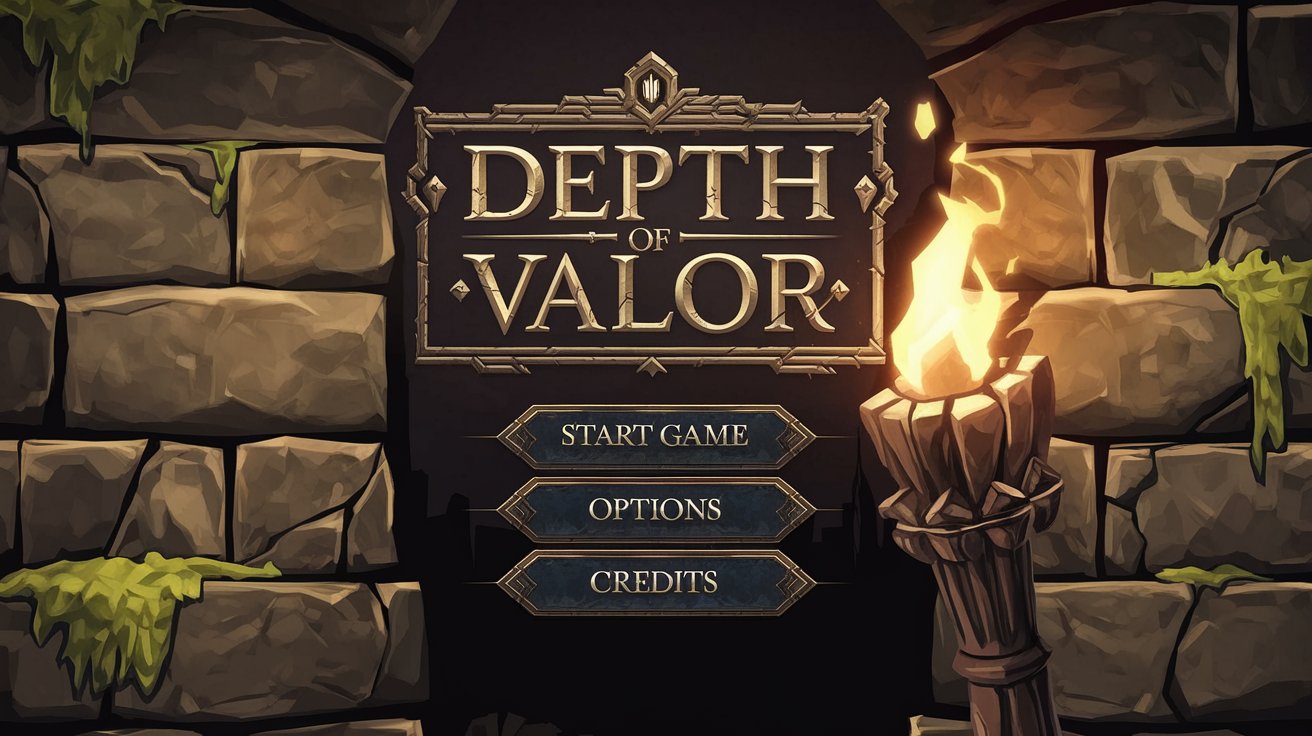 DEPTH
OF
VALOR
START GAME
OPTIONS
CREDITS